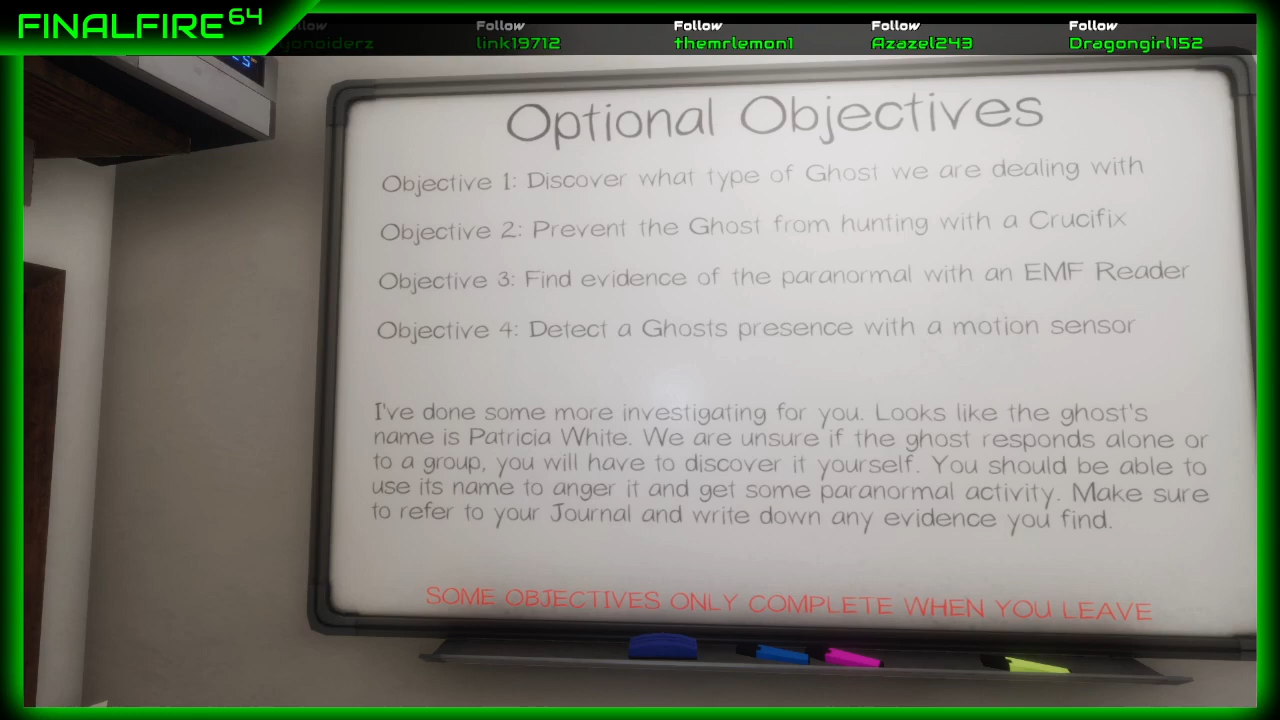 FINALFIRE64
Follow
link19712
Follow
themrlemon1
Follow
Azazel243
Follow
Dragongirl152
Optional Objectives
Objective 1: Discover what type of Ghost we are dealing with
Objective 2: Prevent the Ghost from hunting with a Crucifix
Objective 3: Find evidence of the paranormal with an EMF Reader
Objective 4: Detect a Ghosts presence with a motion sensor
I've done some more investigating for you. Looks like the ghost's
name is Patricia White. We are unsure if the ghost responds alone or
to a group, you will have to discover it yourself. You should be able to
use its name to anger it and get some paranormal activity. Make sure
to refer to your Journal and write down any evidence you find.
SOME OBJECTIVES ONLY COMPLETE WHEN YOU LEAVE